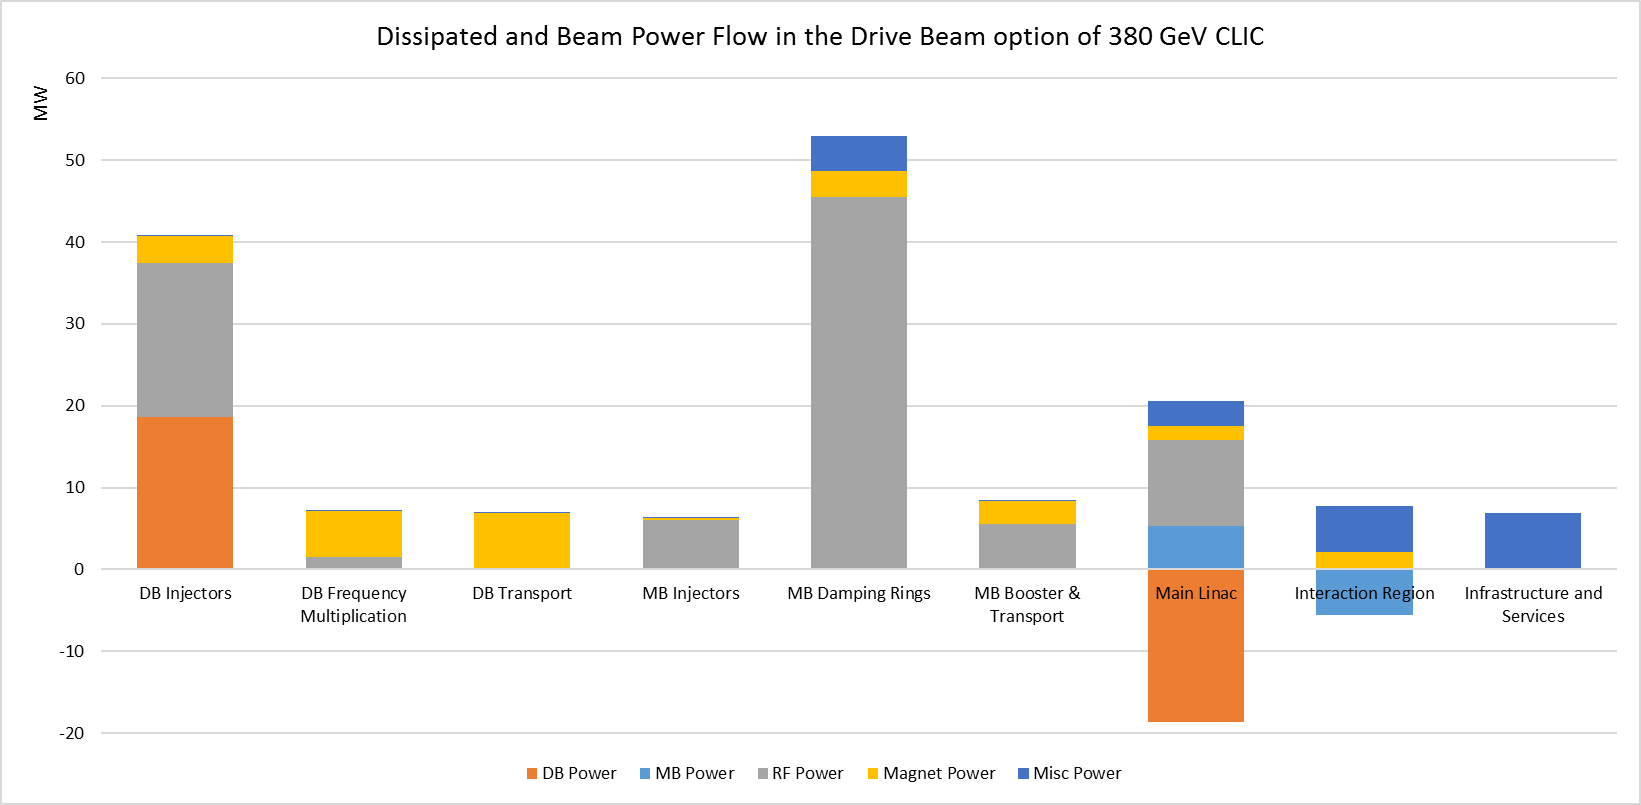 Dissipated and Beam Power Flow in the Drive Beam option of 380 GeV CLIC
MW
60
50
40
30
20
10
0
-10
-20
DB Injectors
DB Frequency
Multiplication
DB Transport
MB Injectors
MB Damping Rings
MB Booster &
Transport
Main Linac
Interaction Region
Infrastructure and
Services
DB Power
MB Power
RF Power
Magnet Power
Misc Power